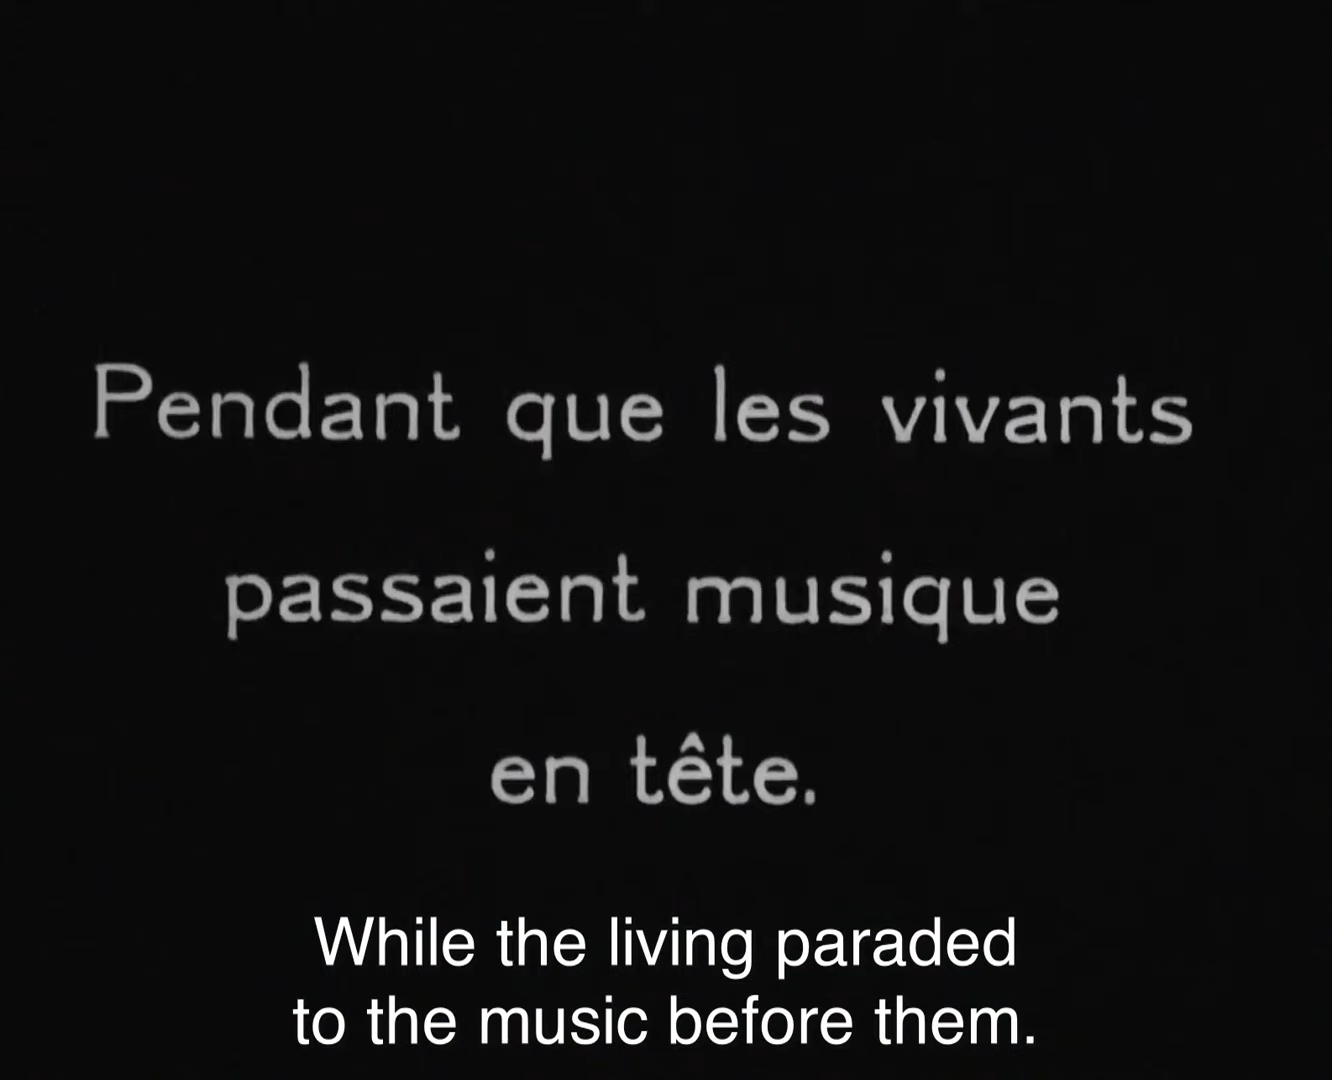 Pendant que les vivants
passaient musique
en tête.
While the living paraded
to the music before them.